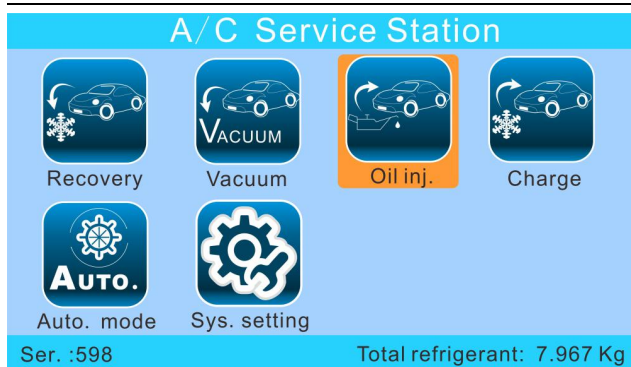 A/C Service Station
VACUUM
Recovery Vacuum Oil inj. Charge
AUTO.
Auto. mode Sys. setting
Ser. :598 Total refrigerant: 7.967 Kg